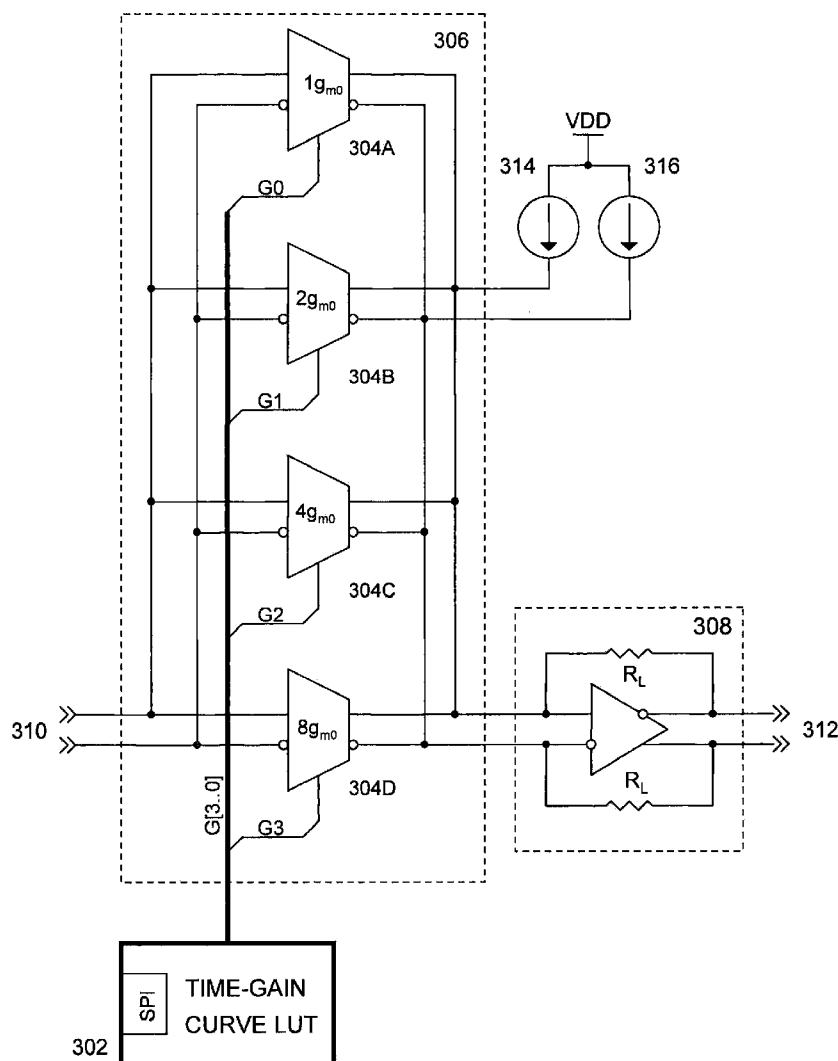 306
1gm0
304A
VDD
314
316
G0
2gm0
304B
G1
4gm0
304C
G2
308
RL
310
8gm0
312
304D
RL
G[3..0]
G3
SPI
TIME-GAIN
CURVE LUT
302